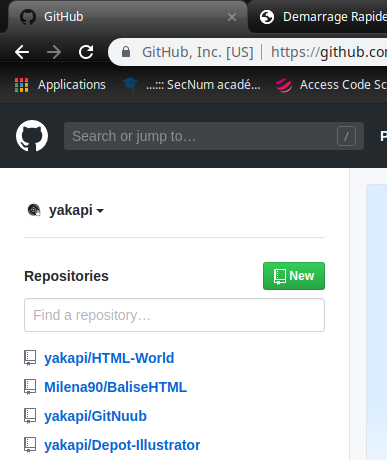 GitHub
Demarrage Rapide
GitHub, Inc. [US] https://github.co
Applications
...::: SecNum acadé...
Access Code Sc
Search or jump to…
/
P
yakapi
Repositories
New
Find a repository…
yakapi/HTML-World
Milena90/BaliseHTML
yakapi/GitNuub
yakapi/Depot-Illustrator